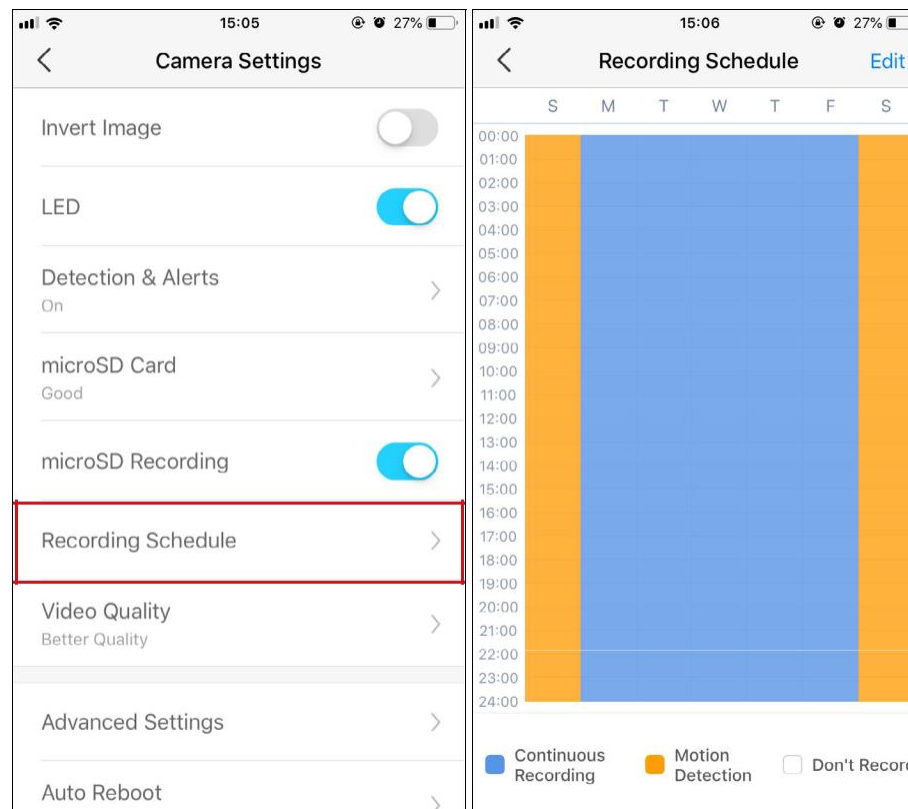 15:05
27%
Camera Settings
Invert Image
LED
Detection & Alerts
On
microSD Card
Good
microSD Recording
Recording Schedule
Video Quality
Better Quality
Advanced Settings
Auto Reboot
15:06
27%
Recording Schedule Edit
S M T W T F S
00:00
01:00
02:00
03:00
04:00
05:00
06:00
07:00
08:00
09:00
10:00
11:00
12:00
13:00
14:00
15:00
16:00
17:00
18:00
19:00
20:00
21:00
22:00
23:00
24:00
Continuous
Recording
Motion
Detection
Don't Recor